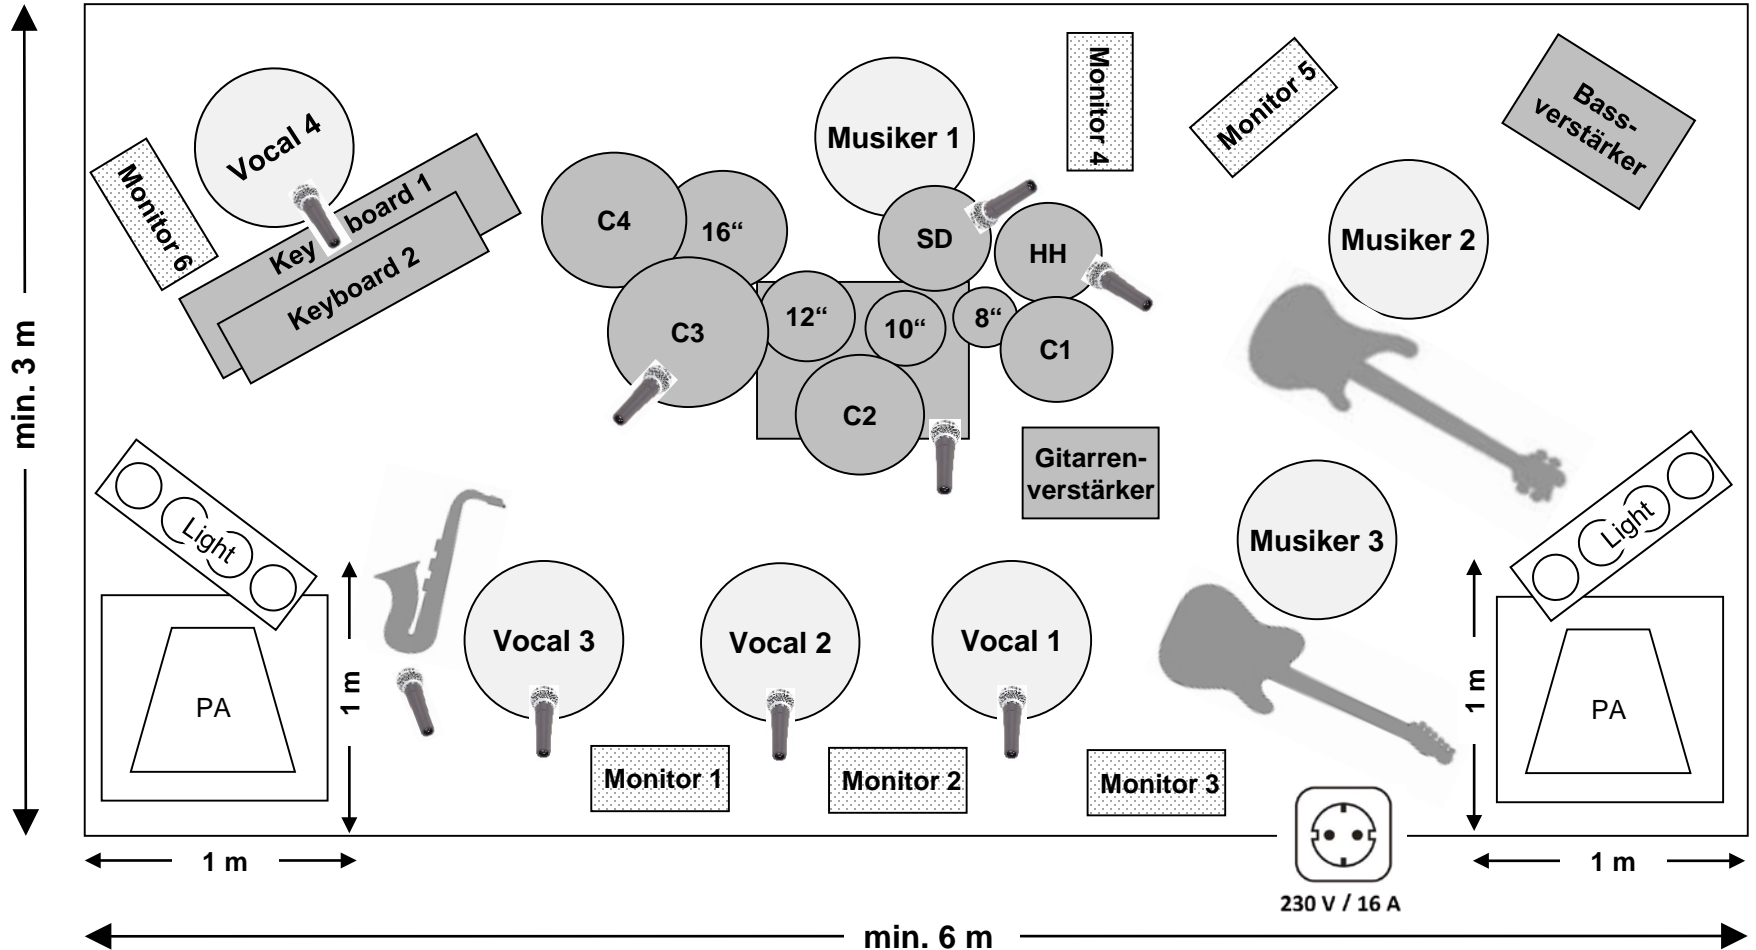 Monitor 4
Monitor 5
Bass-
verstärker
Vocal 4
Musiker 1
Monitor 6
Keyboard 1
Keyboard 2
C4
16“
SD
HH
Musiker 2
C3
12“
10“
8“
C1
C2
min. 3 m
Gitarren-
verstärker
Light
Light
Musiker 3
Vocal 3
Vocal 2
Vocal 1
PA
1 m
1 m
PA
Monitor 1
Monitor 2
Monitor 3
1 m
1 m
230 V / 16 A
min. 6 m